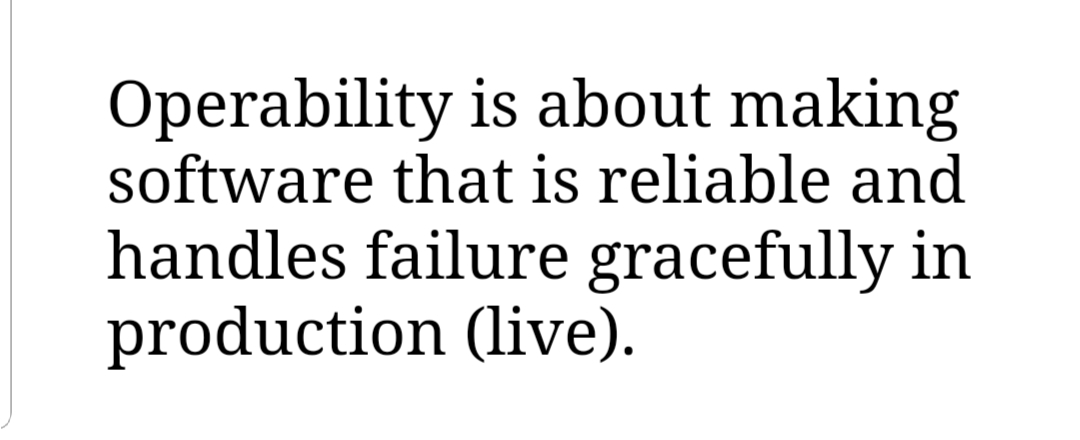 Operability is about making
software that is reliable and
handles failure gracefully in
production (live).